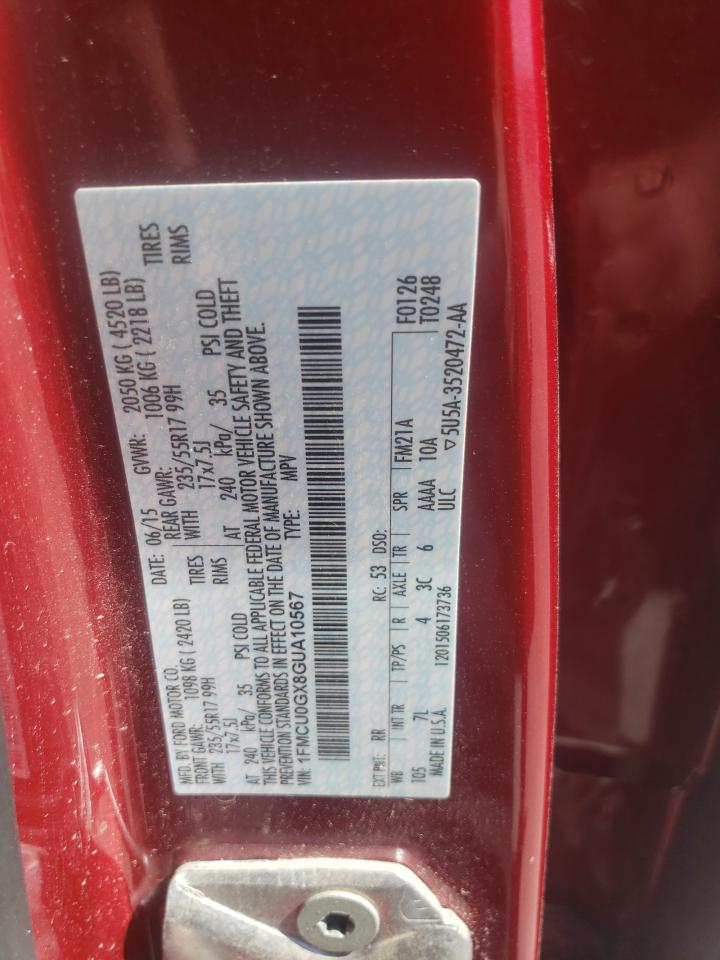 MFD. BY FORD MOTOR CO.
DATE: 06/15 GVWR: 2050 KG ( 4520 LB)
FRONT GAWR: 1098 KG ( 2420 LB) REAR GAWR: 1006 KG ( 2218 LB)
WITH 235/55R17 99H TIRES WITH 235/55R17 99H TIRES
17x7.5J RIMS 17x7.5J RIMS
AT 240 kPa/ 35 PSI COLD AT 240 kPa/ 35 PSI COLD
THIS VEHICLE CONFORMS TO ALL APPLICABLE FEDERAL MOTOR VEHICLE SAFETY AND THEFT
PREVENTION STANDARDS IN EFFECT ON THE DATE OF MANUFACTURE SHOWN ABOVE.
VIN: 1FMCU0GX8GUA10567 TYPE: MPV
EXT PNT: RR RC: 53 DSO: F0126
WB INT TR TP/PS R AXLE TR SPR FM21A T0248
105 7L 4 3C 6 AAAA 10A
MADE IN U.S.A. 1201506173736 ULC ▽5U5A-3520472-AA